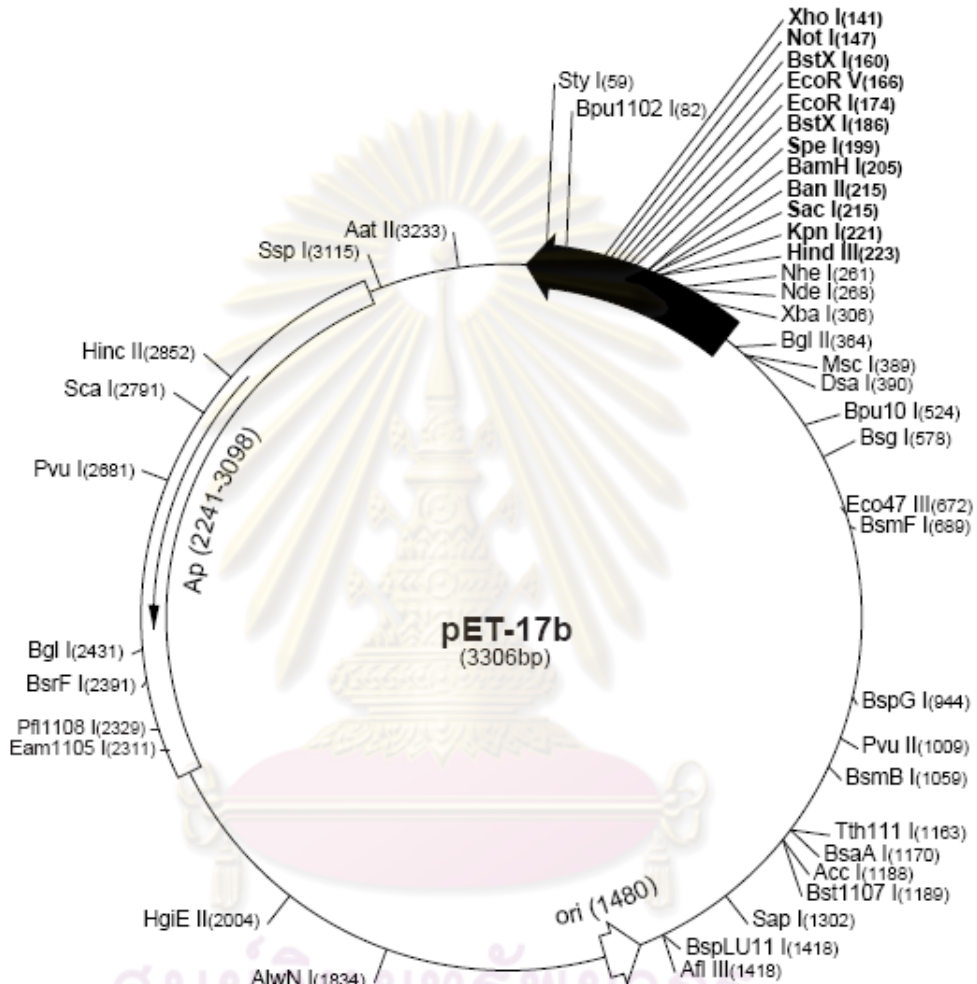 Xho I(141)
Not I(147)
BstX I(160)
EcoR V(166)
EcoR I(174)
BstX I(186)
Spe I(199)
BamH I(205)
Ban II(215)
Sac I(215)
Kpn I(221)
Hind III(223)
Nhe I(261)
Nde I(268)
Xba I(306)
Bgl II(364)
Msc I(389)
Dsa I(390)
Bpu10 I(524)
Bsg I(578)
Eco47 III(672)
BsmF I(689)
BspG I(944)
Pvu II(1009)
BsmB I(1059)
Tth111 I(1163)
BsaA I(1170)
Acc I(1188)
Bst1107 I(1189)
Sap I(1302)
BspLU11 I(1418)
Afl III(1418)
ori (1480)
AlwN I(1834)
HgiE II(2004)
Eam1105 I(2311)
Pfl1108 I(2329)
BsrF I(2391)
Bgl I(2431)
Pvu I(2681)
Sca I(2791)
Hinc II(2852)
Ap (2241-3098)
Ssp I(3115)
Aat II(3233)
Sty I(59)
Bpu1102 I(82)
pET-17b
(3306bp)